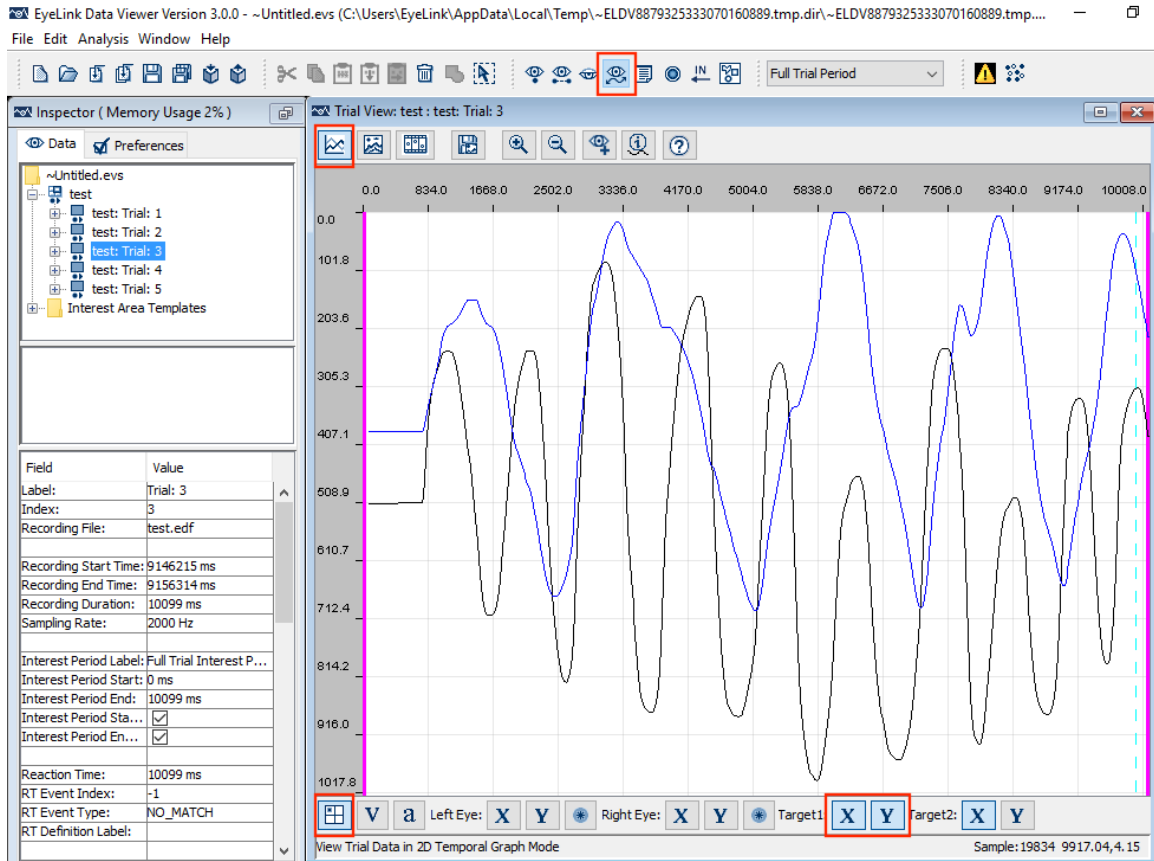 EyeLink Data Viewer Version 3.0.0 - ~Untitled.evs (C:\Users\EyeLink\AppData\Local\Temp\~ELDV8879325333070160889.tmp.dir\~ELDV8879325333070160889.tmp....
File Edit Analysis Window Help
IN Full Trial Period
Inspector ( Memory Usage 2% )
Data Preferences
~Untitled.evs
test
test: Trial: 1
test: Trial: 2
test: Trial: 3
test: Trial: 4
test: Trial: 5
Interest Area Templates
Field Value
Label: Trial: 3
Index: 3
Recording File: test.edf
Recording Start Time: 9146215 ms
Recording End Time: 9156314 ms
Recording Duration: 10099 ms
Sampling Rate: 2000 Hz
Interest Period Label: Full Trial Interest P...
Interest Period Start: 0 ms
Interest Period End: 10099 ms
Interest Period Sta...
Interest Period En...
Reaction Time: 10099 ms
RT Event Index: -1
RT Event Type: NO_MATCH
RT Definition Label:
Trial View: test : test: Trial: 3
0.0 834.0 1668.0 2502.0 3336.0 4170.0 5004.0 5838.0 6672.0 7506.0 8340.0 9174.0 10008.0
0.0
101.8
203.6
305.3
407.1
508.9
610.7
712.4
814.2
916.0
1017.8
V a Left Eye: X Y Right Eye: X Y Target1 X Y Target2: X Y
View Trial Data in 2D Temporal Graph Mode Sample: 19834 9917.04,4.15